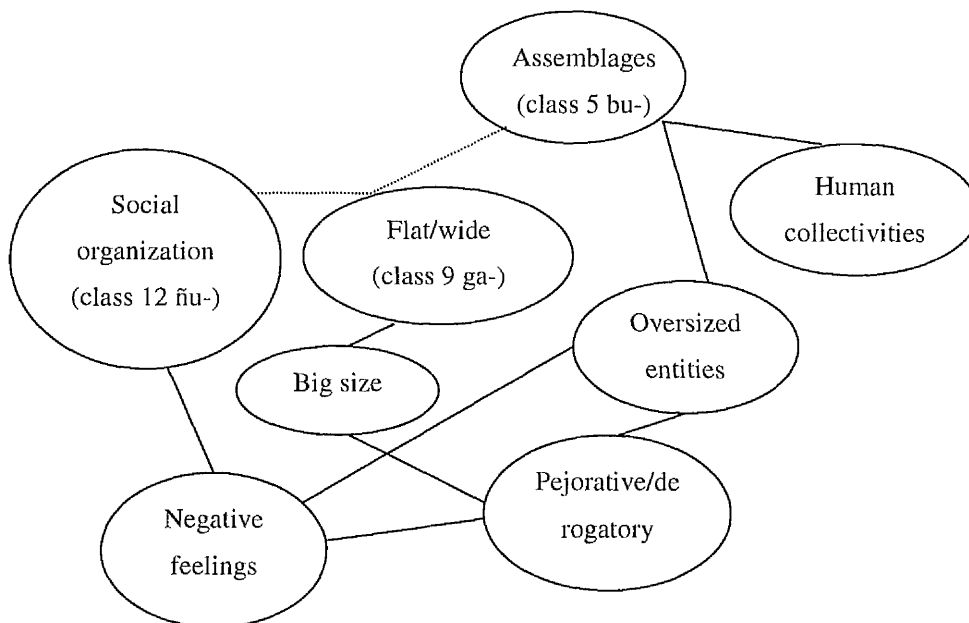 Assemblages
(class 5 bu-)
Social
organization
(class 12 ñu-)
Flat/wide
(class 9 ga-)
Human
collectivities
Oversized
entities
Big size
Pejorative/de
rogatory
Negative
feelings